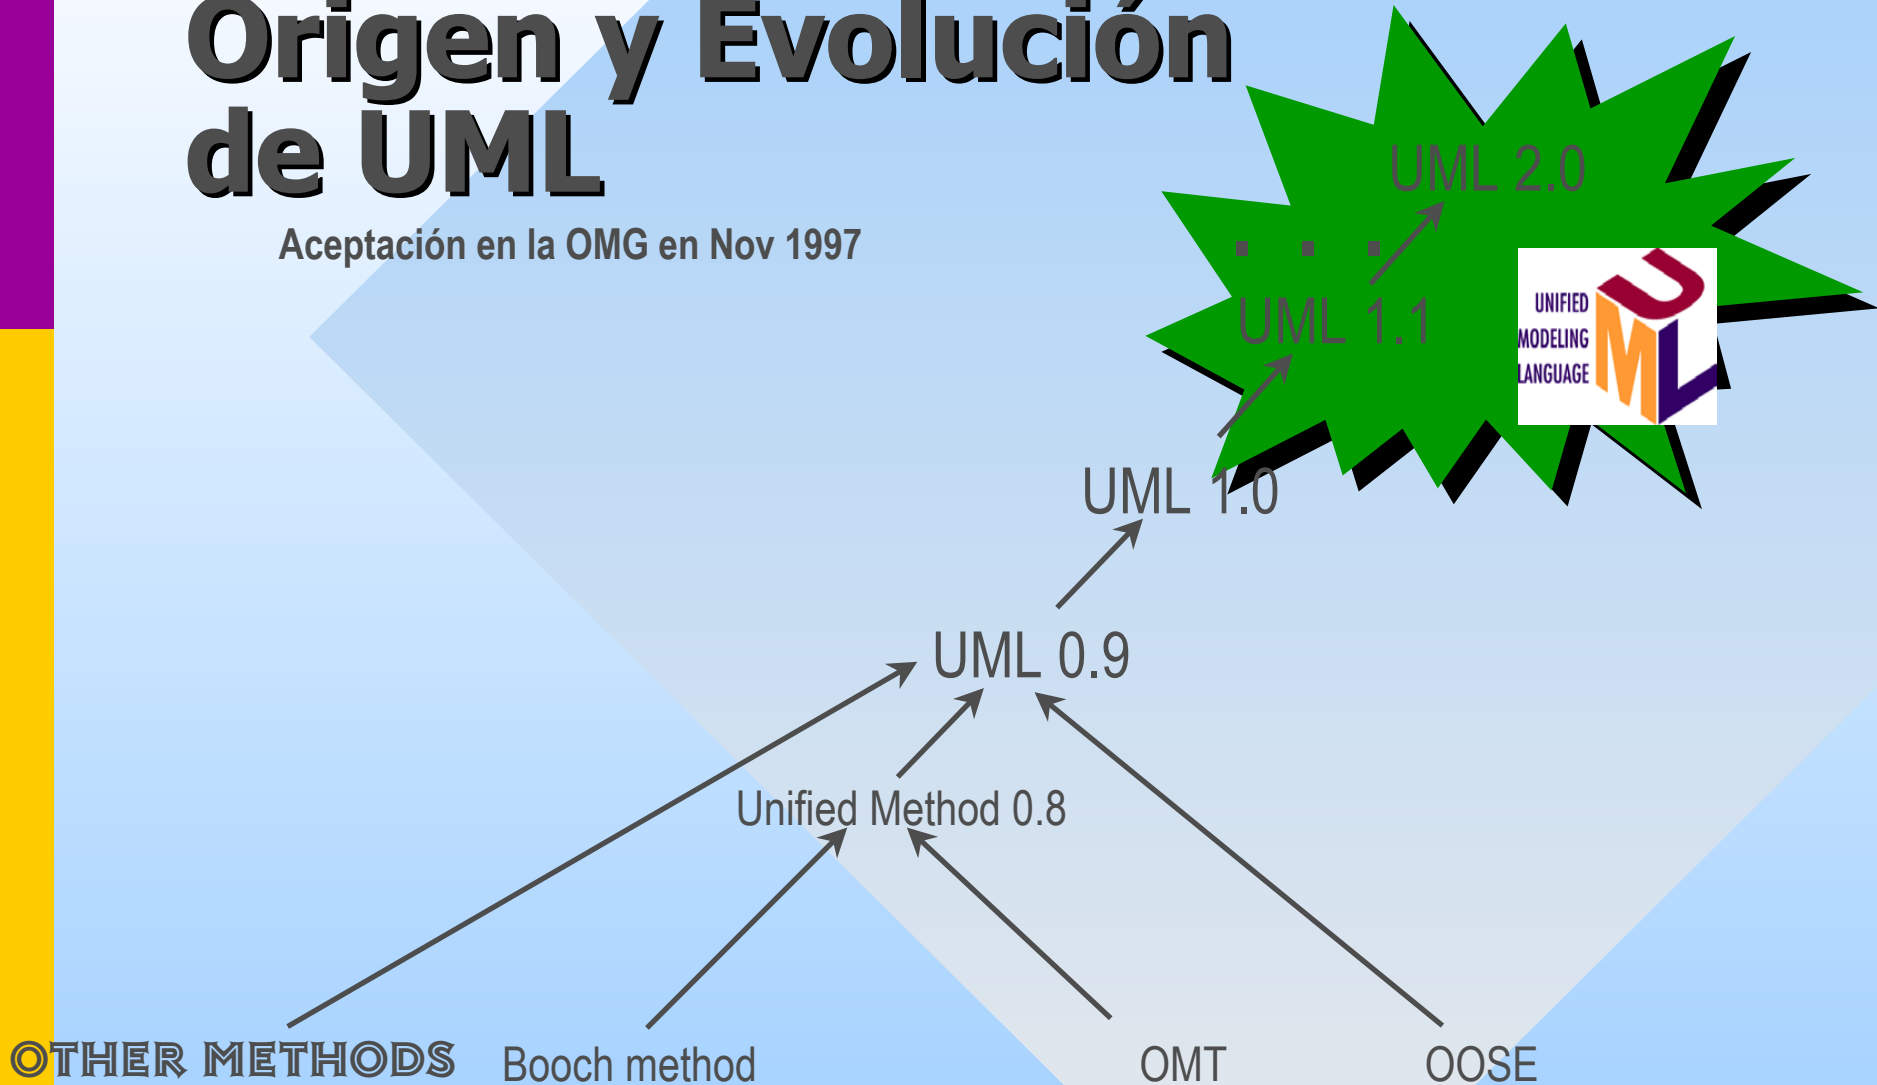 Origen y Evolución
de UML
Aceptación en la OMG en Nov 1997
UML 2.0
. . .
UML 1.1
UNIFIED
MODELING
LANGUAGE
UML
UML 1.0
UML 0.9
Unified Method 0.8
OTHER METHODS
Booch method
OMT
OOSE